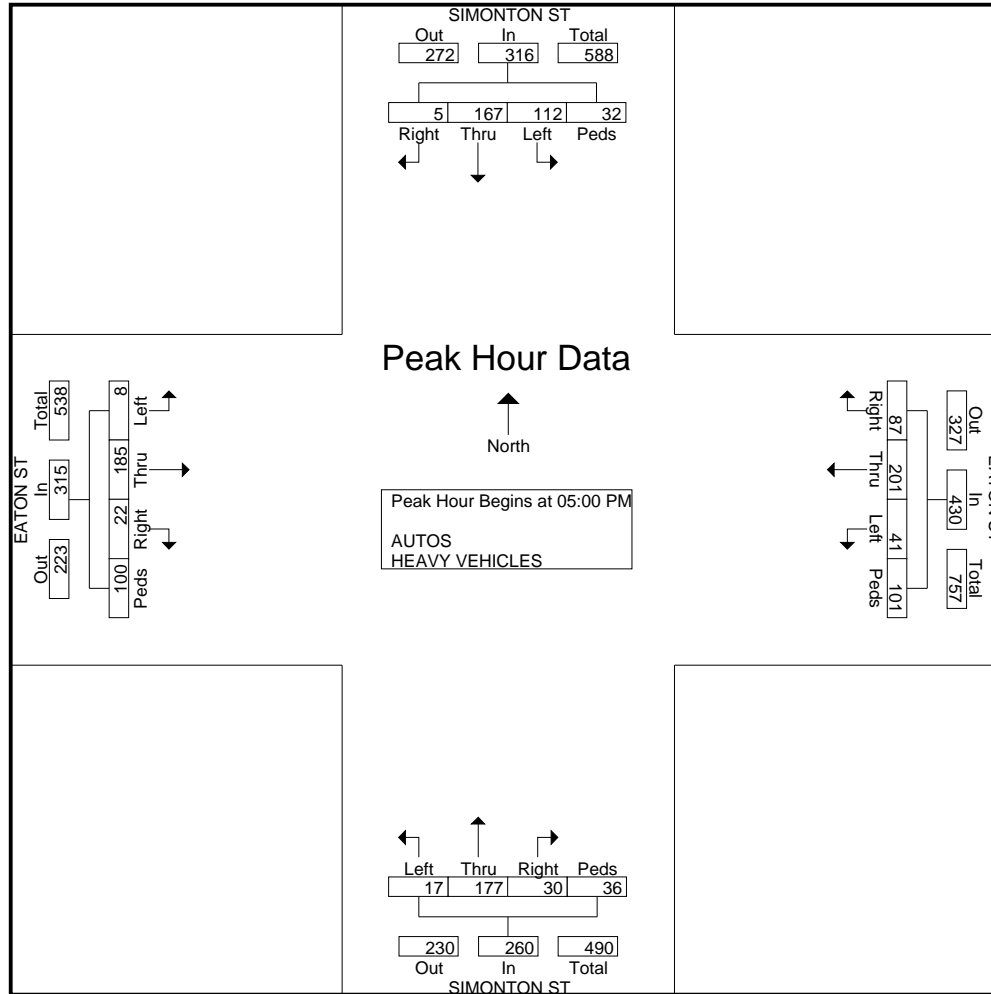 SIMONTON ST
Out In Total
272 316 588
5 167 112 32
Right Thru Left Peds
Peak Hour Data
North
Peak Hour Begins at 05:00 PM
AUTOS
HEAVY VEHICLES
EATON ST
Total In Out
538 315 223
8 185 22 100
Left Thru Right Peds
Out In Total
327 430 757
87 201 41 101
Right Thru Left Peds
Left Thru Right Peds
17 177 30 36
230 260 490
Out In Total
SIMONTON ST